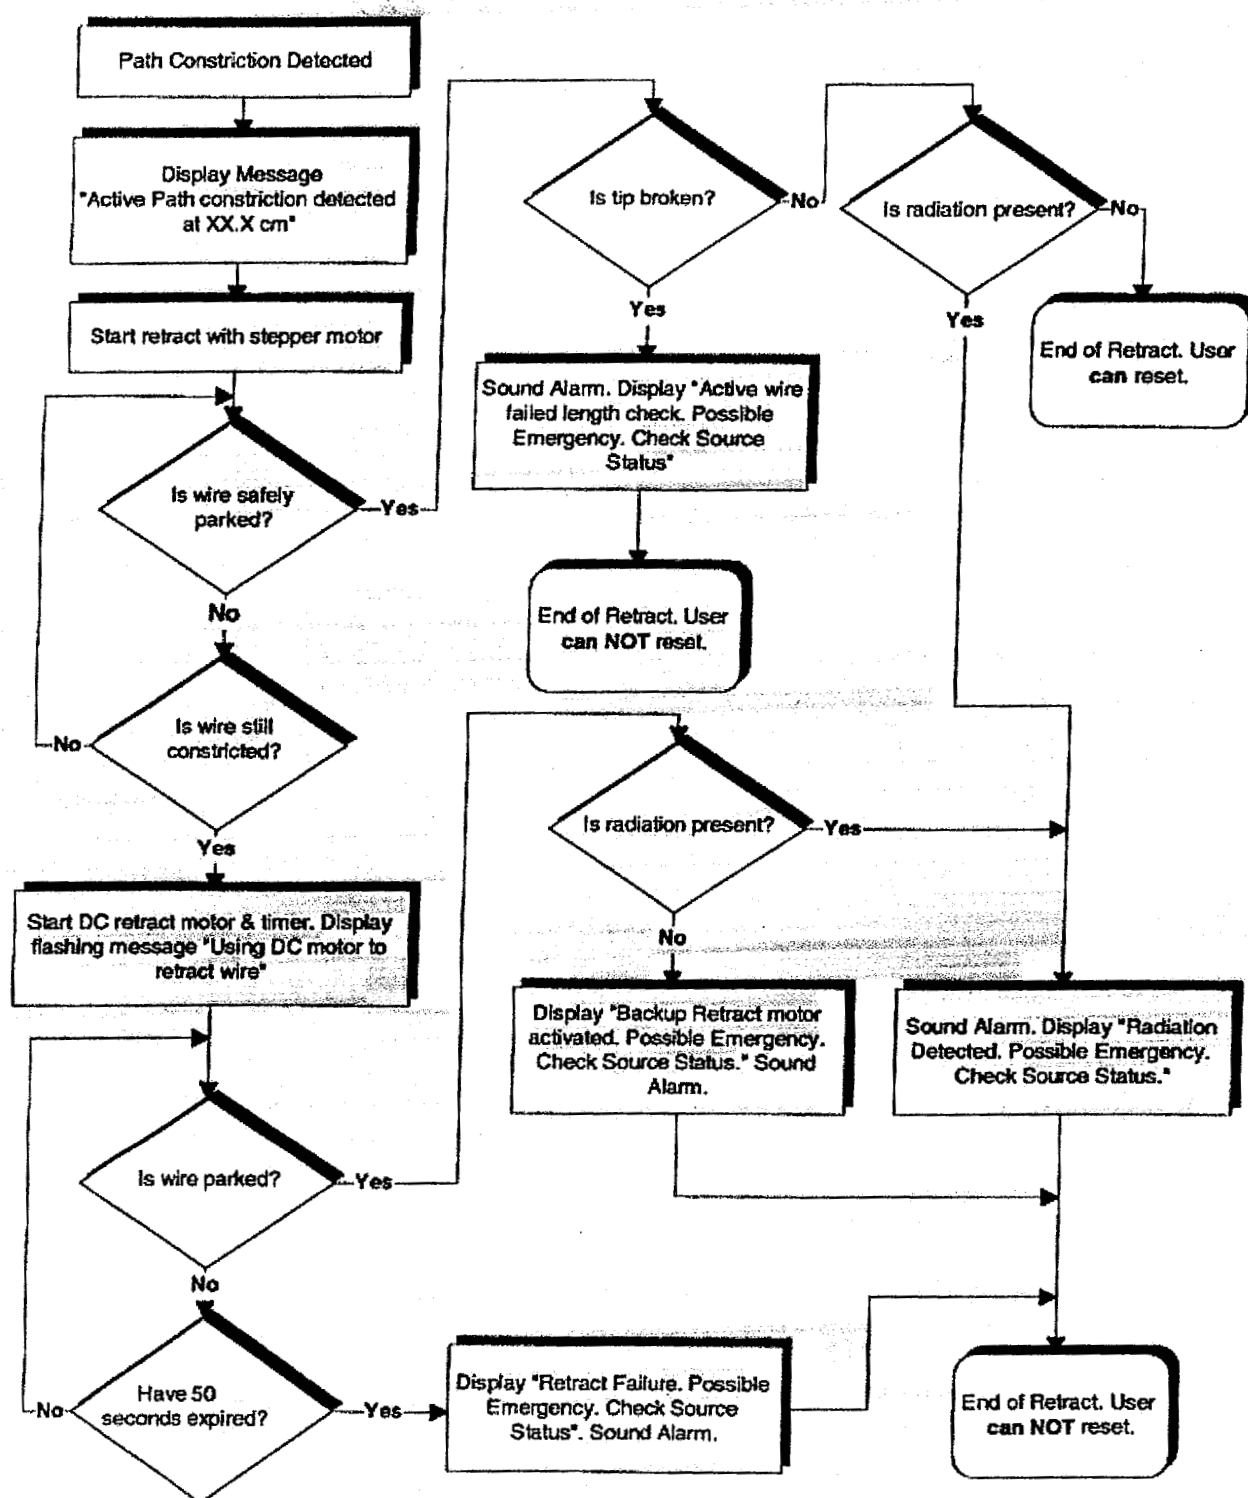 Path Constriction Detected
Display Message
"Active Path constriction detected
at XX.X cm"
Start retract with stepper motor
Is wire safely
parked?
Yes
No
Is wire still
constricted?
No
Yes
Start DC retract motor & timer. Display
flashing message "Using DC motor to
retract wire"
Is wire parked?
Yes
No
Have 50
seconds expired?
No
Yes
Display "Retract Failure. Possible
Emergency. Check Source
Status". Sound Alarm.
Is tip broken?
No
Yes
Sound Alarm. Display "Active wire
failed length check. Possible
Emergency. Check Source
Status"
End of Retract. User
can NOT reset.
Is radiation present?
No
Yes
End of Retract. User
can reset.
Is radiation present?
Yes
No
Display "Backup Retract motor
activated. Possible Emergency.
Check Source Status." Sound
Alarm.
Sound Alarm. Display "Radiation
Detected. Possible Emergency.
Check Source Status."
End of Retract. User
can NOT reset.